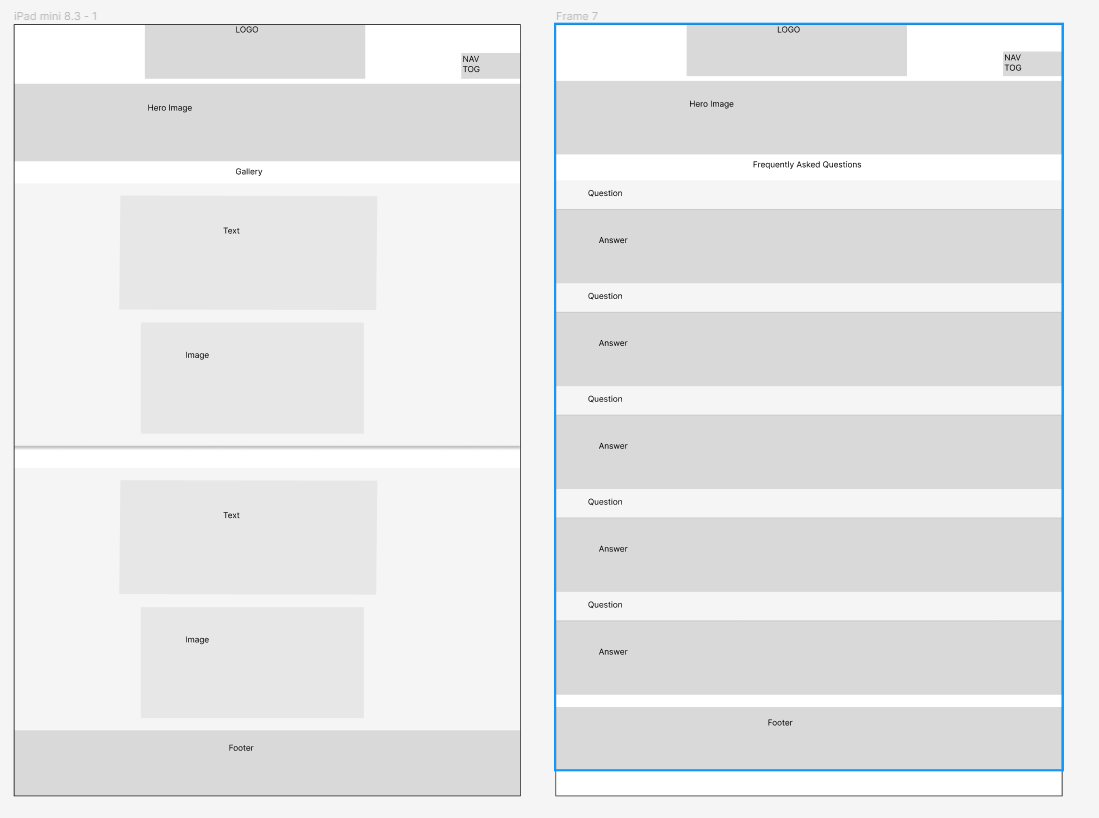 iPad mini 8.3 - 1
LOGO
NAV
TOG
Hero Image
Gallery
Text
Image
Text
Image
Footer
Frame 7
LOGO
NAV
TOG
Hero Image
Frequently Asked Questions
Question
Answer
Question
Answer
Question
Answer
Question
Answer
Question
Answer
Footer